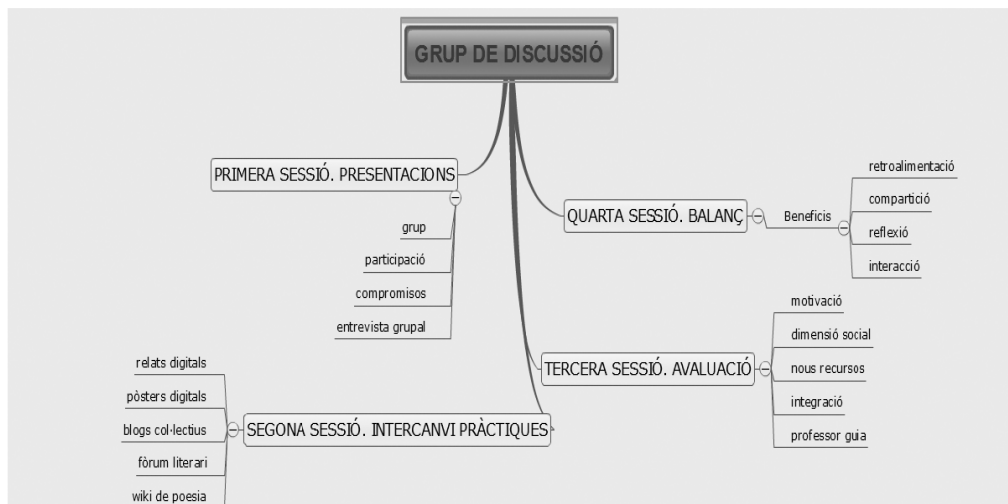 GRUP DE DISCUSSIÓ
PRIMERA SESSIÓ. PRESENTACIONS
grup
participació
compromisos
entrevista grupal
relats digitals
pòsters digitals
blogs col·lectius
fòrum literari
wiki de poesia
SEGONA SESSIÓ. INTERCANVI PRÀCTIQUES
QUARTA SESSIÓ. BALANÇ
Beneficis
retroalimentació
compartició
reflexió
interacció
TERCERA SESSIÓ. AVALUACIÓ
motivació
dimensió social
nous recursos
integració
professor guia